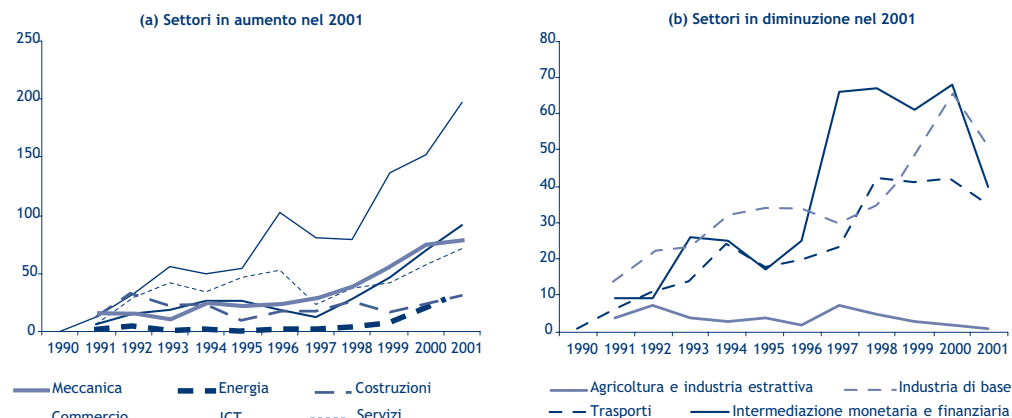 (a) Settori in aumento nel 2001
250
200
150
100
50
0
1990 1991 1992 1993 1994 1995 1996 1997 1998 1999 2000 2001
Meccanica Energia Costruzioni
Commercio ICT Servizi
(b) Settori in diminuzione nel 2001
80
70
60
50
40
30
20
10
0
1990 1991 1992 1993 1994 1995 1996 1997 1998 1999 2000 2001
Agricoltura e industria estrattiva Industria di base
Trasporti Intermediazione monetaria e finanziaria